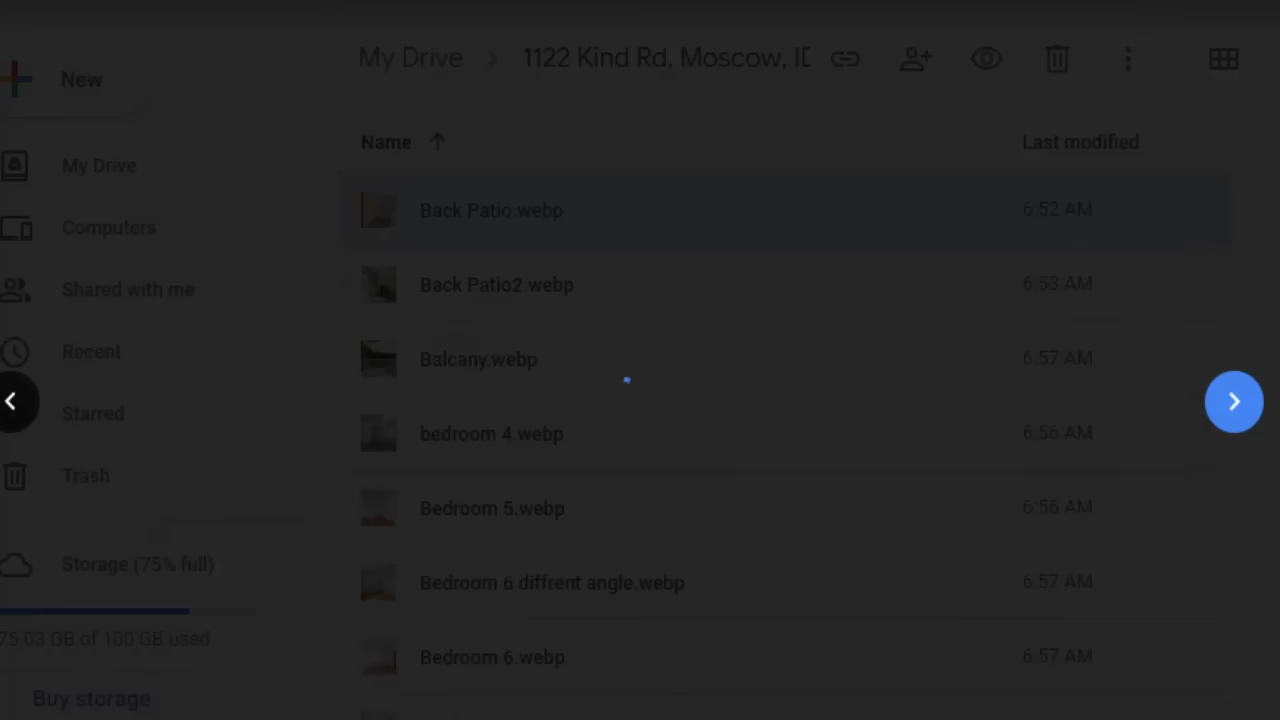 My Drive
1122 Kind Rd, Moscow, I
New
Name
Last modified
My Drive
Back Patio.webp
6:52 AM
Computers
Back Patio2.webp
6:53 AM
Shared with me
Recent
Balcany.webp
6:57 AM
Starred
bedroom 4.webp
6:56 AM
Trash
Bedroom 5.webp
6:56 AM
Storage (75% full)
Bedroom 6 diffrent angle.webp
6:57 AM
75.03 GB of 100 GB used
Bedroom 6.webp
6:57 AM
Buy storage